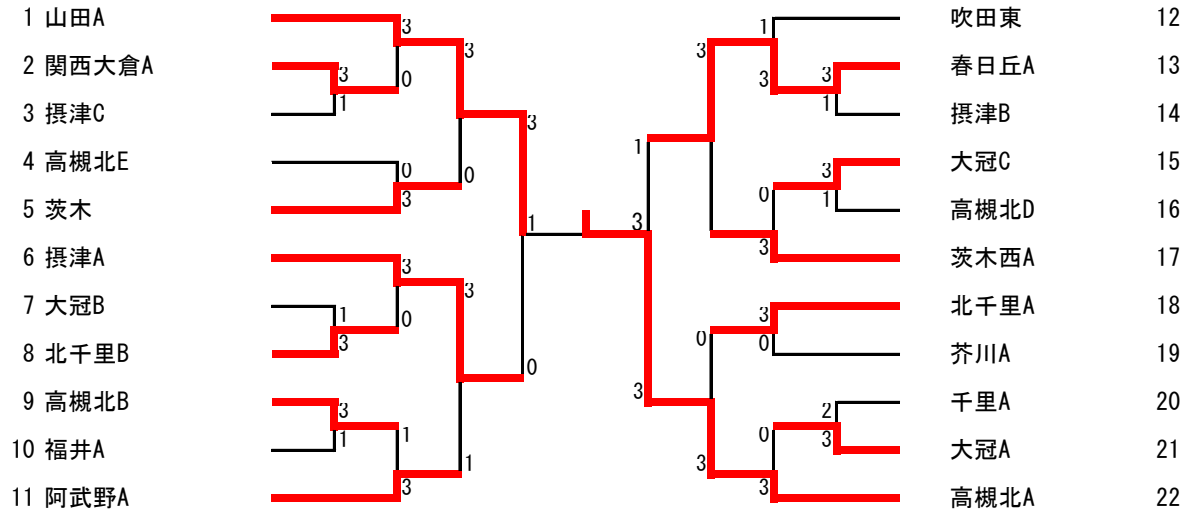 1 山田A
2 関西大倉A
3 摂津C
4 高槻北E
5 茨木
6 摂津A
7 大冠B
8 北千里B
9 高槻北B
10 福井A
11 阿武野A
3
3
0
3
1
0
3
0
3
3
1
0
3
3
3
1
1
3
1
0
1
3
3
1
3
3
1
3
3
1
3
1
0
3
3
0
0
2
3
0
3
3
吹田東 12
春日丘A 13
摂津B 14
大冠C 15
高槻北D 16
茨木西A 17
北千里A 18
芥川A 19
千里A 20
大冠A 21
高槻北A 22